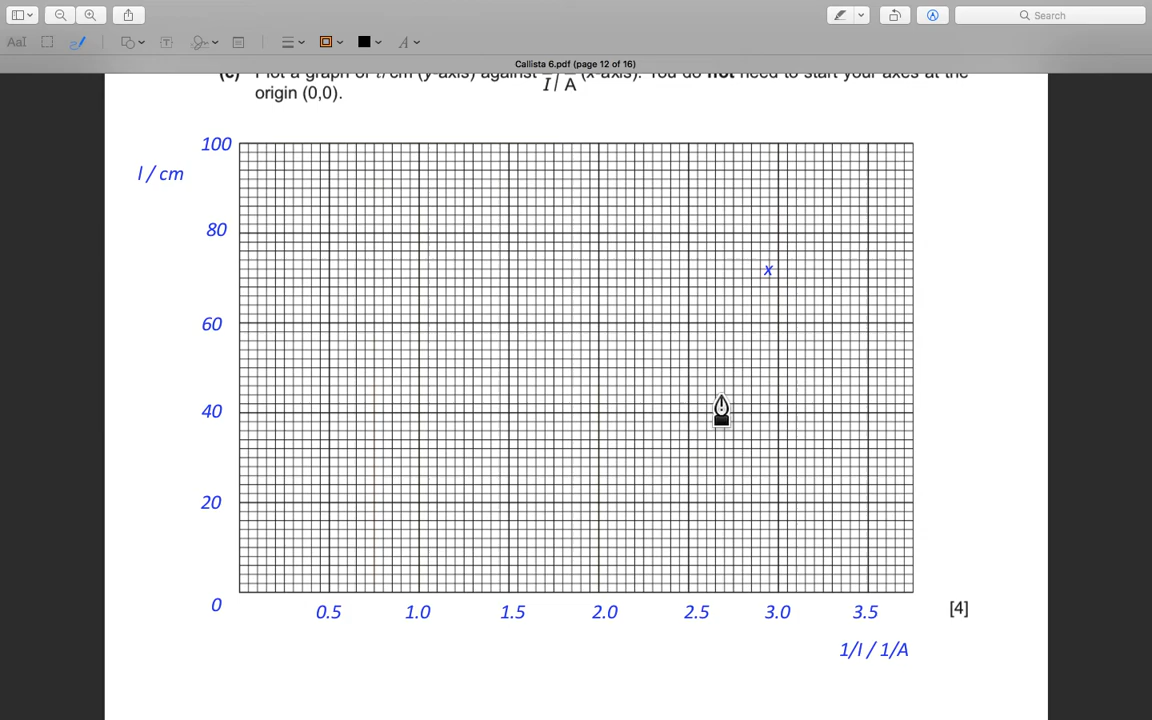 Search
AaI
T
A
Callista 6.pdf (page 12 of 16)
(c) Plot a graph of l/cm (y-axis) against I / A (x-axis). You do not need to start your axes at the
origin (0,0).
100
l / cm
80
x
60
40
20
0
0.5 1.0 1.5 2.0 2.5 3.0 3.5
[4]
1/I / 1/A